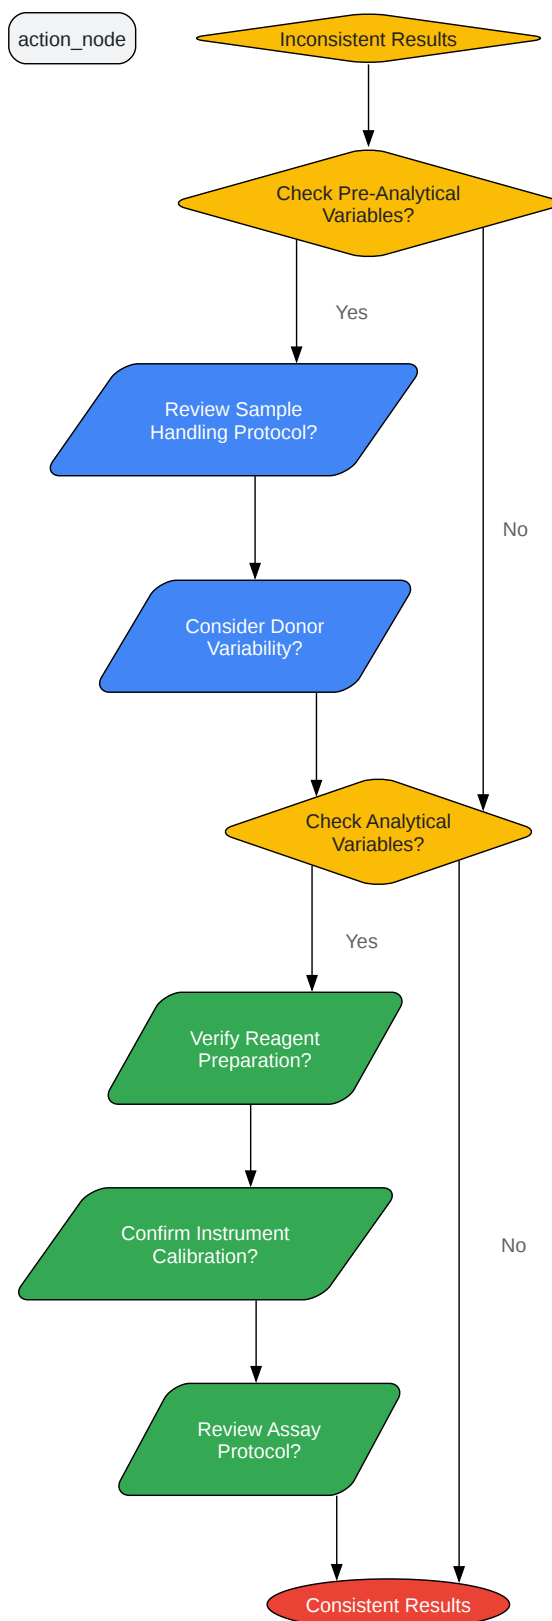 action_node
Inconsistent Results
Check Pre-Analytical
Variables?
Yes
Review Sample
Handling Protocol?
No
Consider Donor
Variability?
Check Analytical
Variables?
Yes
Verify Reagent
Preparation?
Confirm Instrument
Calibration?
No
Review Assay
Protocol?
Consistent Results